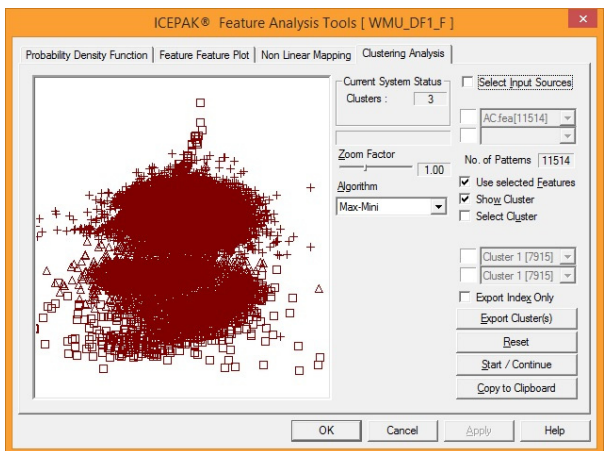 ICEPAK® Feature Analysis Tools [ WMU_DF1_F ]
Probability Density Function Feature Feature Plot Non Linear Mapping Clustering Analysis
Current System Status
Clusters : 3
Zoom Factor
1.00
Algorithm
Max-Mini
Select Input Sources
AC.fea[11514]
No. of Patterns 11514
Use selected Features
Show Cluster
Select Cluster
Cluster 1 [7915]
Cluster 1 [7915]
Export Index Only
Export Cluster(s)
Reset
Start / Continue
Copy to Clipboard
OK Cancel Apply Help